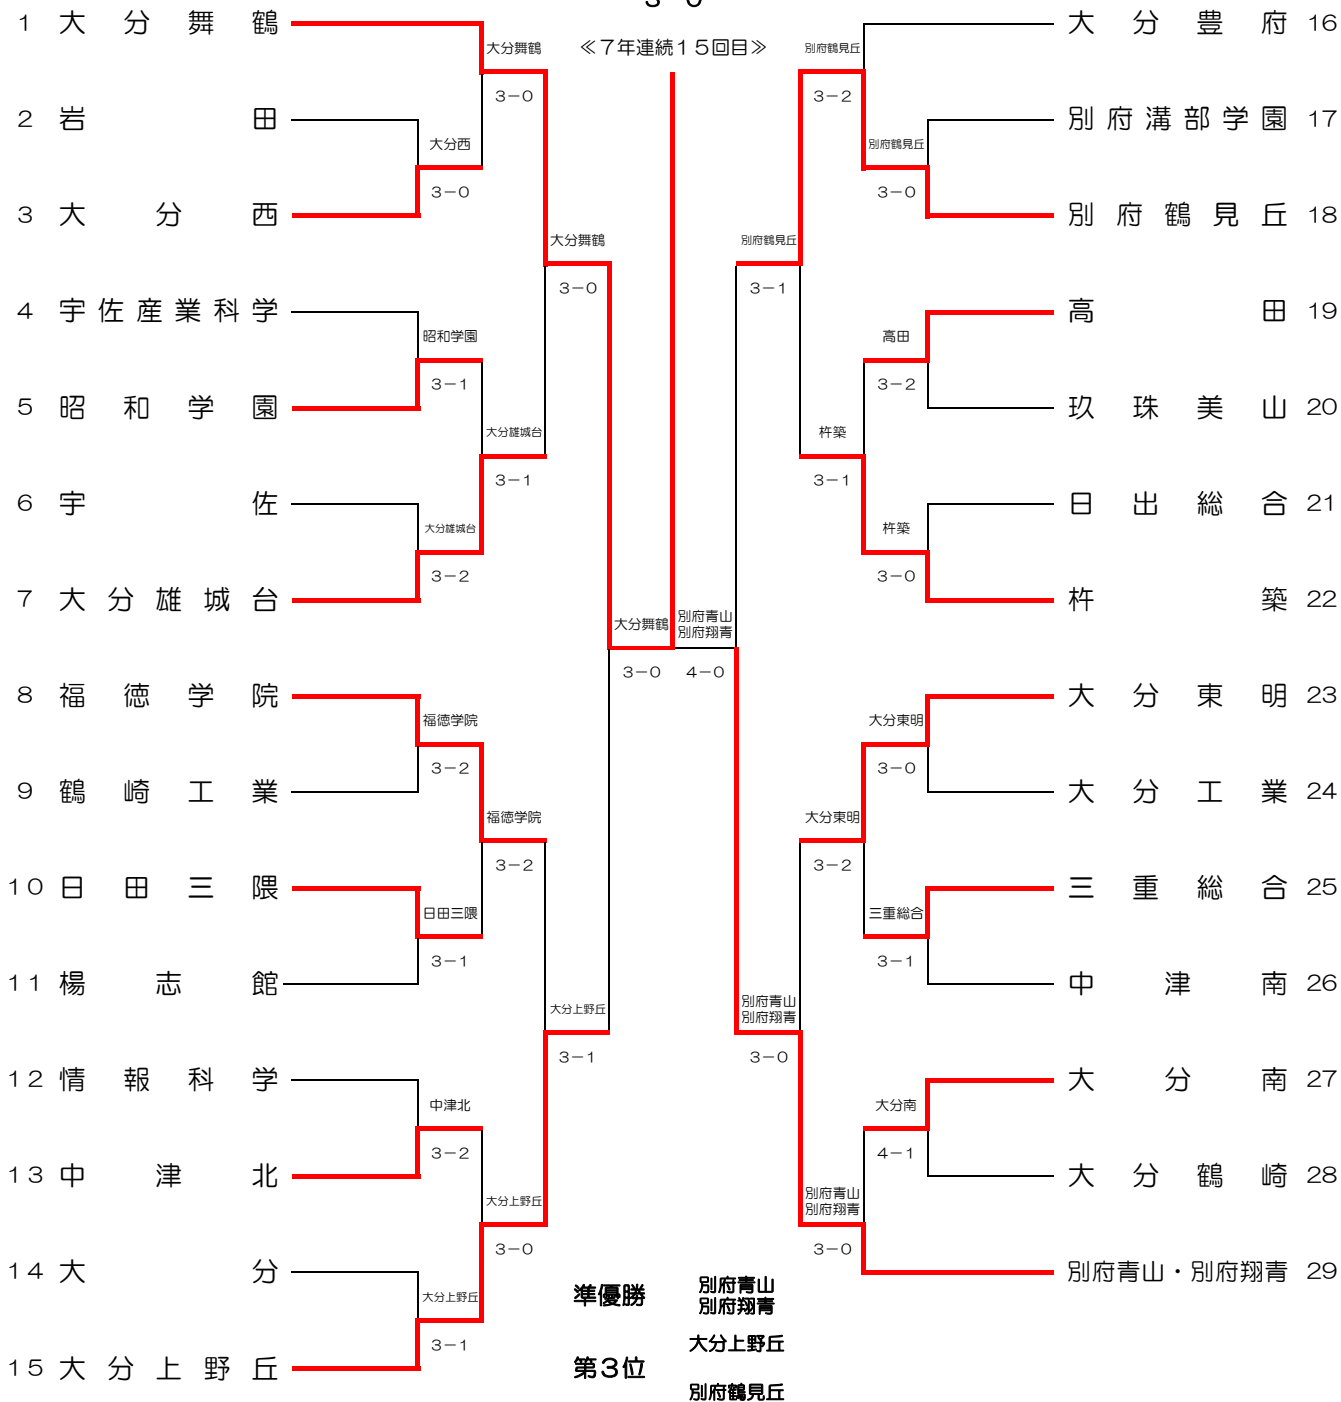 3-0
≪7年連続15回目≫
1 大分舞鶴
2 岩田
3 大分西
4 宇佐産業科学
5 昭和学園
6 宇佐
7 大分雄城台
8 福徳学院
9 鶴崎工業
10 日田三隈
11 楊志館
12 情報科学
13 中津北
14 大分
15 大分上野丘
大分西
3-0
昭和学園
3-1
大分雄城台
3-2
福徳学院
3-2
日田三隈
3-1
中津北
3-2
大分上野丘
3-1
大分舞鶴
3-0
大分雄城台
3-1
福徳学院
3-2
大分上野丘
3-0
大分舞鶴
3-0
大分上野丘
3-1
大分舞鶴
3-0
別府青山
別府翔青
4-0
別府鶴見丘
3-1
別府青山
別府翔青
3-0
別府鶴見丘
3-2
杵築
3-1
大分東明
3-2
別府青山
別府翔青
3-0
別府鶴見丘
3-0
高田
3-2
杵築
3-0
大分東明
3-0
三重総合
3-1
大分南
4-1
大分豊府 16
別府溝部学園 17
別府鶴見丘 18
高田 19
玖珠美山 20
日出総合 21
杵築 22
大分東明 23
大分工業 24
三重総合 25
中津南 26
大分南 27
大分鶴崎 28
別府青山・別府翔青 29
準優勝
別府青山
別府翔青
第3位
大分上野丘
別府鶴見丘